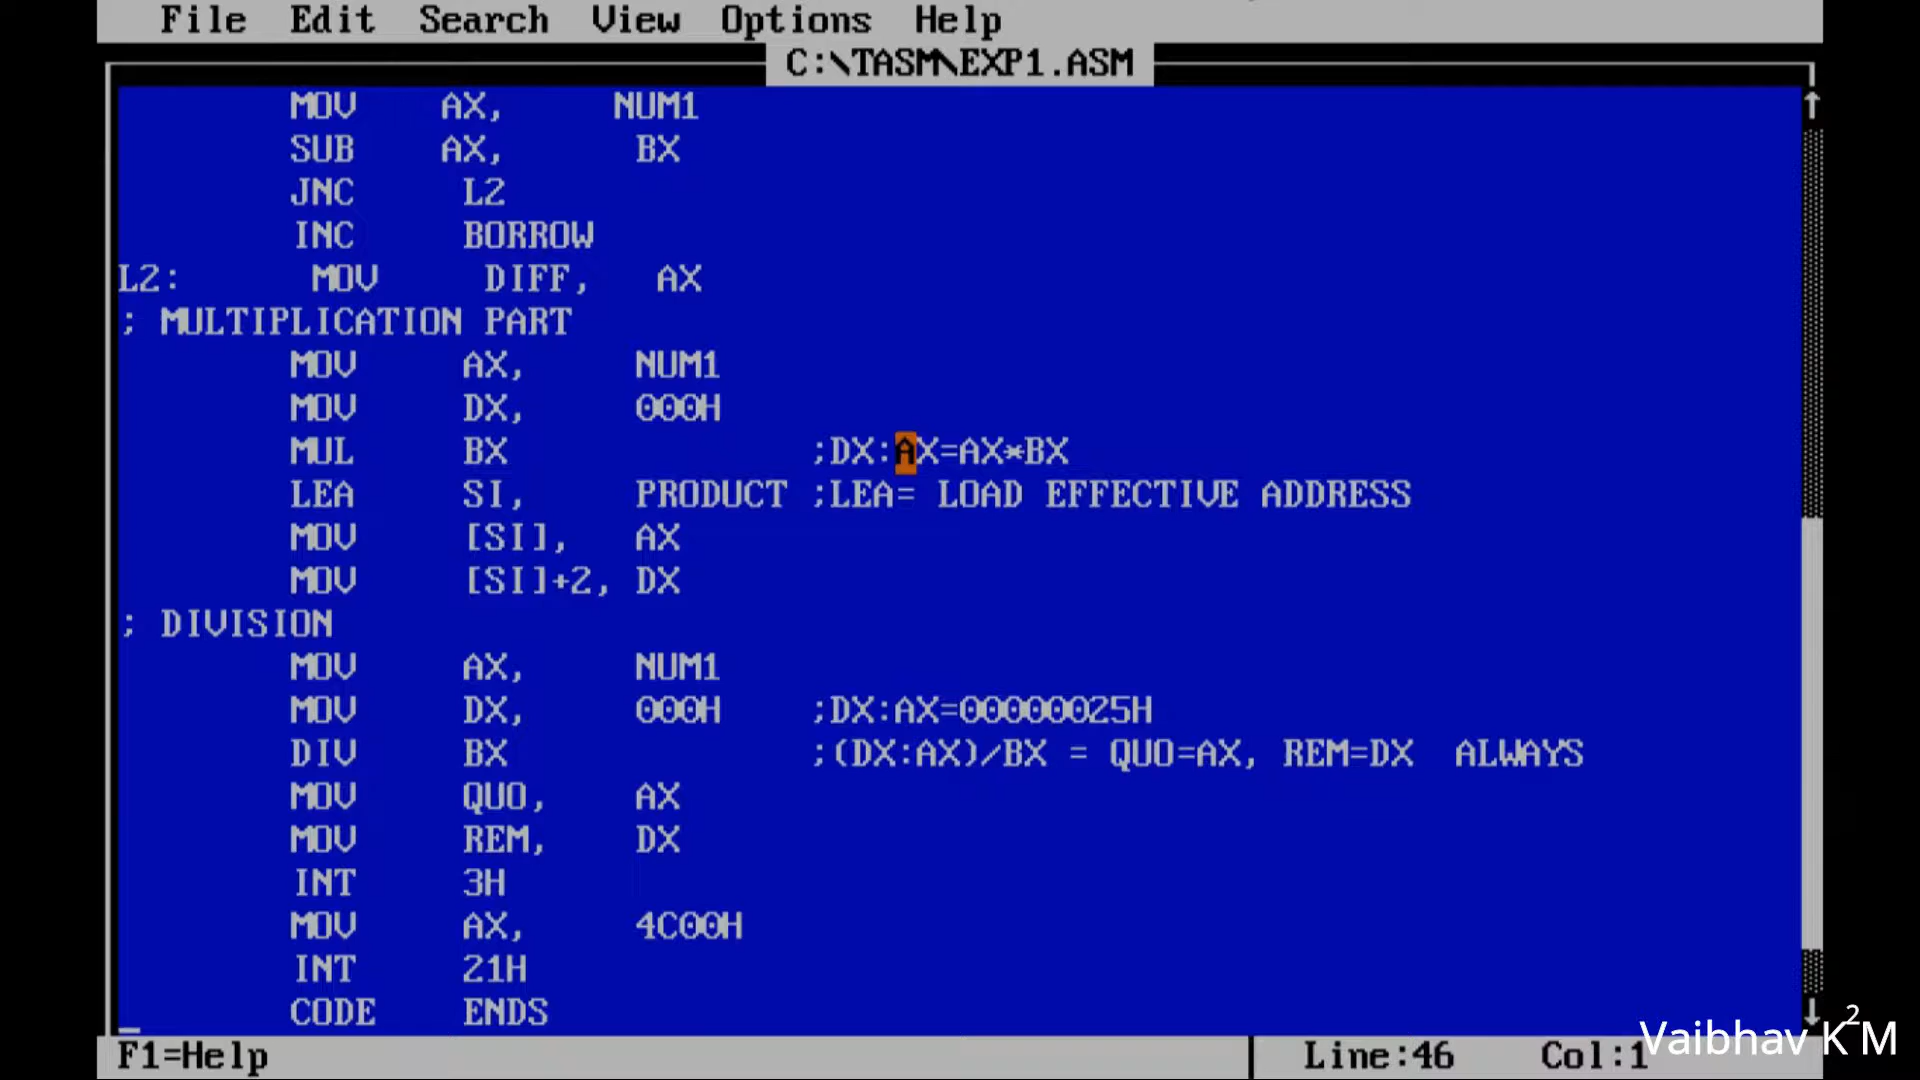 File Edit Search View Options Help
C:\TASM\EXP1.ASM
MOV AX, NUM1
SUB AX, BX
JNC L2
INC BORROW
L2: MOV DIFF, AX
; MULTIPLICATION PART
MOV AX, NUM1
MOV DX, 000H
MUL BX ;DX:AX=AX*BX
LEA SI, PRODUCT ;LEA= LOAD EFFECTIVE ADDRESS
MOV [SI], AX
MOV [SI]+2, DX
; DIVISION
MOV AX, NUM1
MOV DX, 000H ;DX:AX=00000025H
DIV BX ;(DX:AX)/BX = QUO=AX, REM=DX ALWAYS
MOV QUO, AX
MOV REM, DX
INT 3H
MOV AX, 4C00H
INT 21H
CODE ENDS
F1=Help Line:46 Col:1
Vaibhav K²M